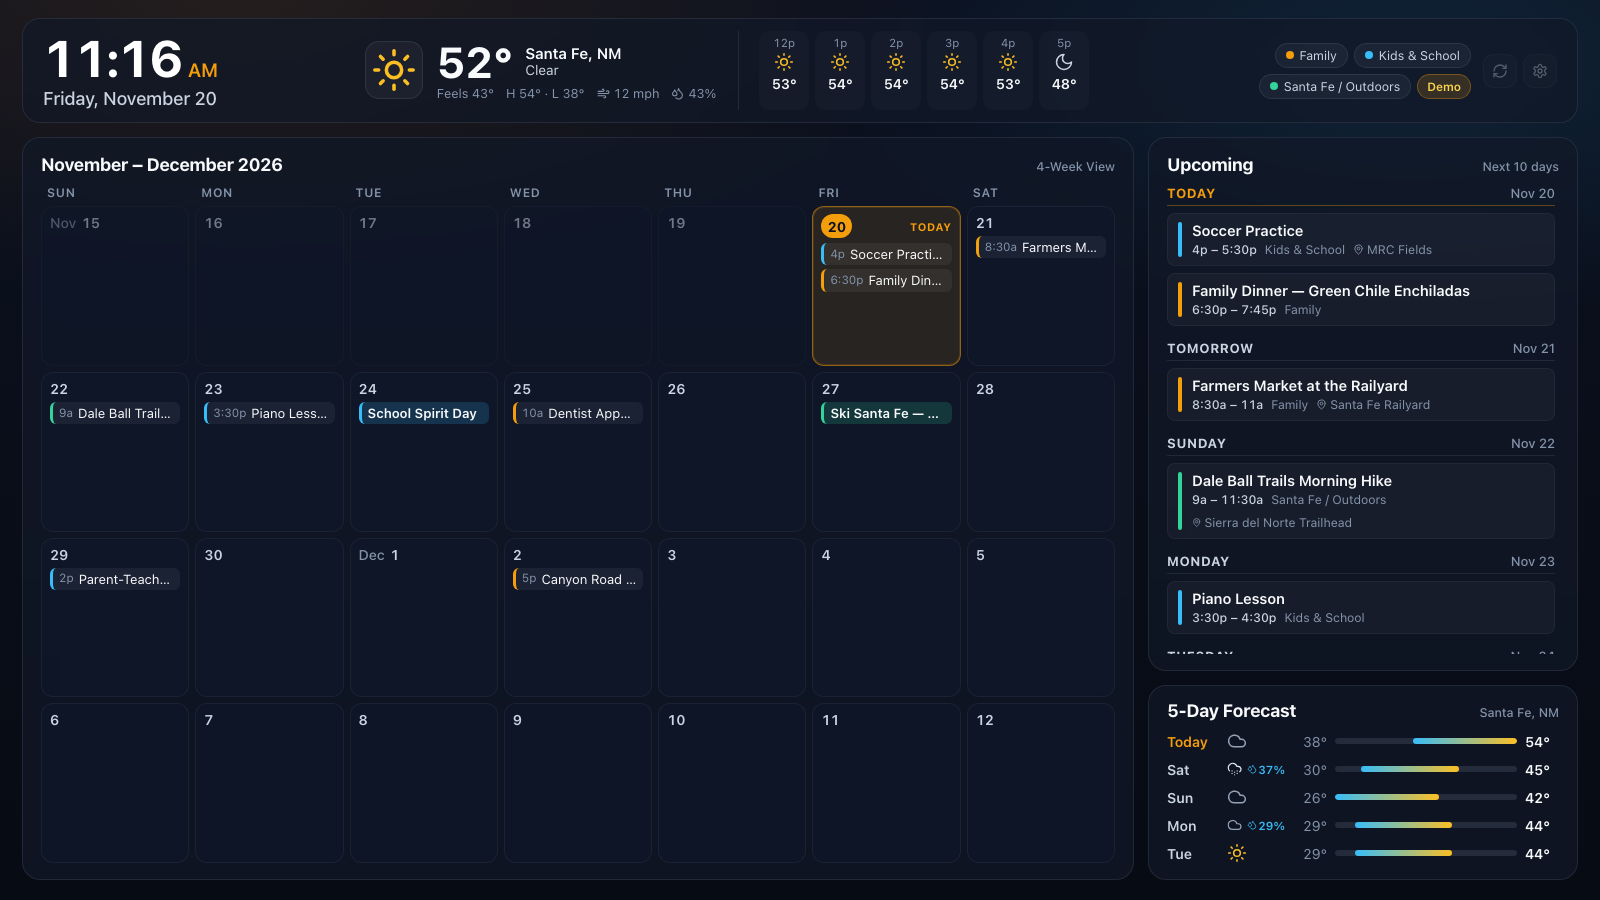 11:16 AM
Friday, November 20
52°
Santa Fe, NM
Clear
Feels 43° H 54° · L 38° 12 mph 43%
12p 1p 2p 3p 4p 5p
53° 54° 54° 54° 53° 48°
Family Kids & School
Santa Fe / Outdoors Demo
November – December 2026
4-Week View
SUN MON TUE WED THU FRI SAT
Nov 15 16 17 18 19 20 TODAY 21
4p Soccer Practi...
6:30p Family Din...
8:30a Farmers M...
22 23 24 25 26 27 28
9a Dale Ball Trail...
3:30p Piano Less...
School Spirit Day
10a Dentist App...
Ski Santa Fe — ...
29 30 Dec 1 2 3 4 5
2p Parent-Teach...
5p Canyon Road ...
6 7 8 9 10 11 12
Upcoming
Next 10 days
TODAY Nov 20
Soccer Practice
4p – 5:30p Kids & School MRC Fields
Family Dinner — Green Chile Enchiladas
6:30p – 7:45p Family
TOMORROW Nov 21
Farmers Market at the Railyard
8:30a – 11a Family Santa Fe Railyard
SUNDAY Nov 22
Dale Ball Trails Morning Hike
9a – 11:30a Santa Fe / Outdoors
Sierra del Norte Trailhead
MONDAY Nov 23
Piano Lesson
3:30p – 4:30p Kids & School
TUESDAY Nov 24
5-Day Forecast
Santa Fe, NM
Today 38° 54°
Sat 37% 30° 45°
Sun 26° 42°
Mon 29% 29° 44°
Tue 29° 44°